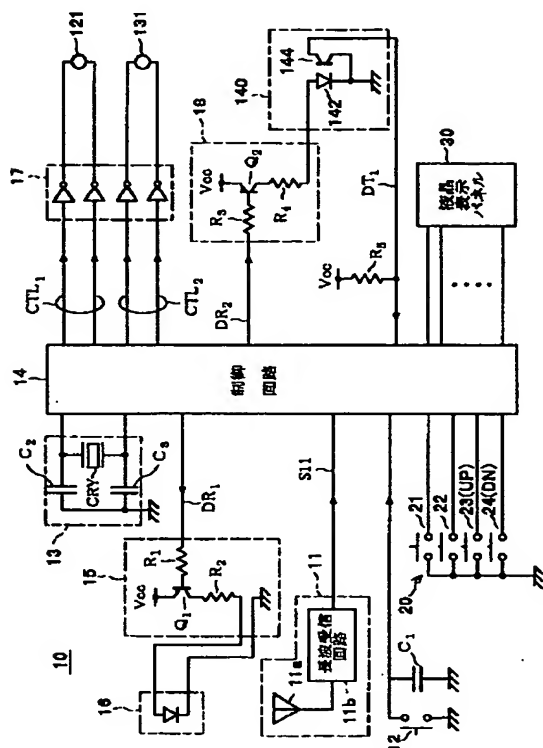 121
131
17
CTL₁
CTL₂
140
144
142
18
Vcc
Q₂
R₃
R₄
DR₂
DT₁
Vcc
R₅
30
液晶
表示
パネル
14
制御
回路
C₂
CRY
C₃
13
DR₁
15
Vcc
R₁
Q₁
R₂
16
10
S11
11
11a
長波受信
回路
11b
21
22
23(UP)
24(DN)
20
C₁
12